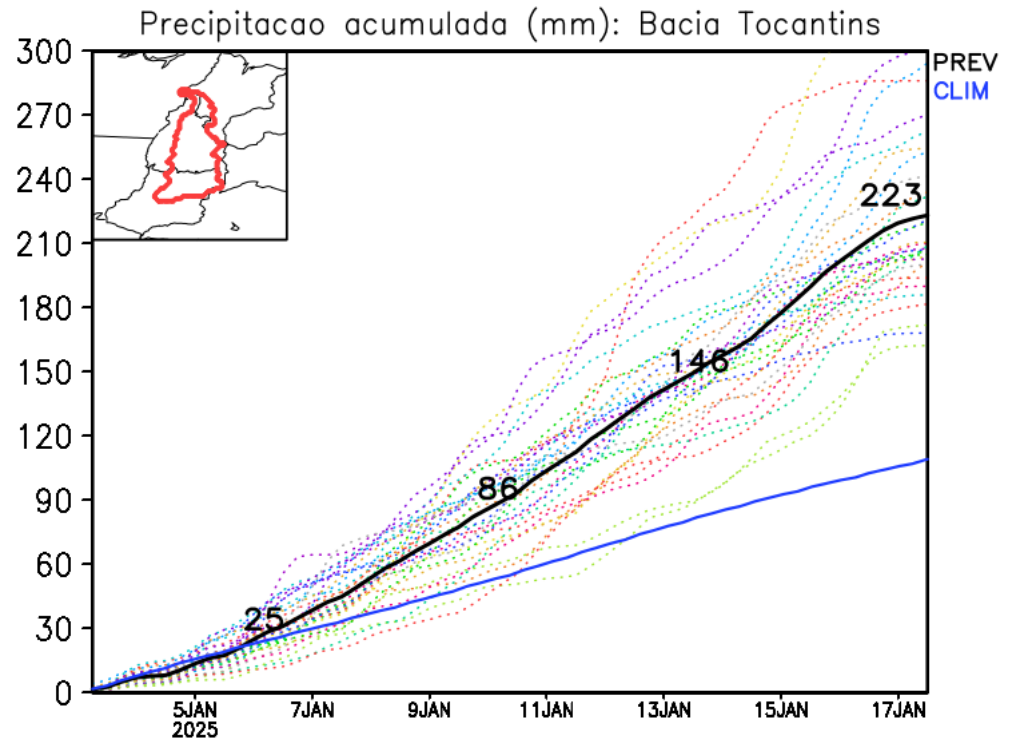 Precipitacao acumulada (mm): Bacia Tocantins
PREV
CLIM
300
270
240
210
180
150
120
90
60
30
0
223
146
86
25
5JAN
2025
7JAN
9JAN
11JAN
13JAN
15JAN
17JAN